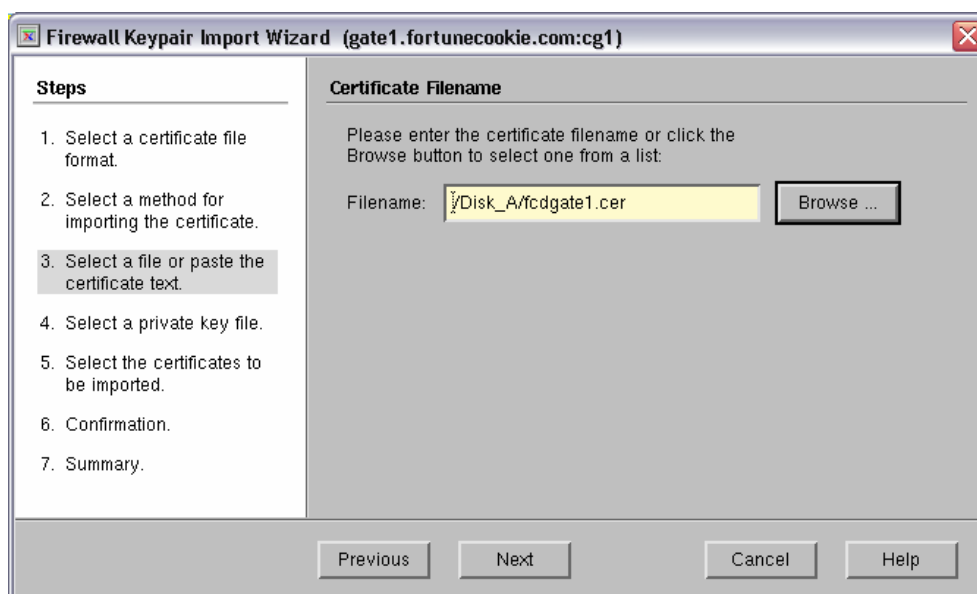 Firewall Keypair Import Wizard (gate1.fortunecookie.com:cg1)
Steps
1. Select a certificate file
format.
2. Select a method for
importing the certificate.
3. Select a file or paste the
certificate text.
4. Select a private key file.
5. Select the certificates to
be imported.
6. Confirmation.
7. Summary.
Certificate Filename
Please enter the certificate filename or click the
Browse button to select one from a list:
Filename: /Disk_A/fcdgate1.cer Browse ...
Previous Next Cancel Help